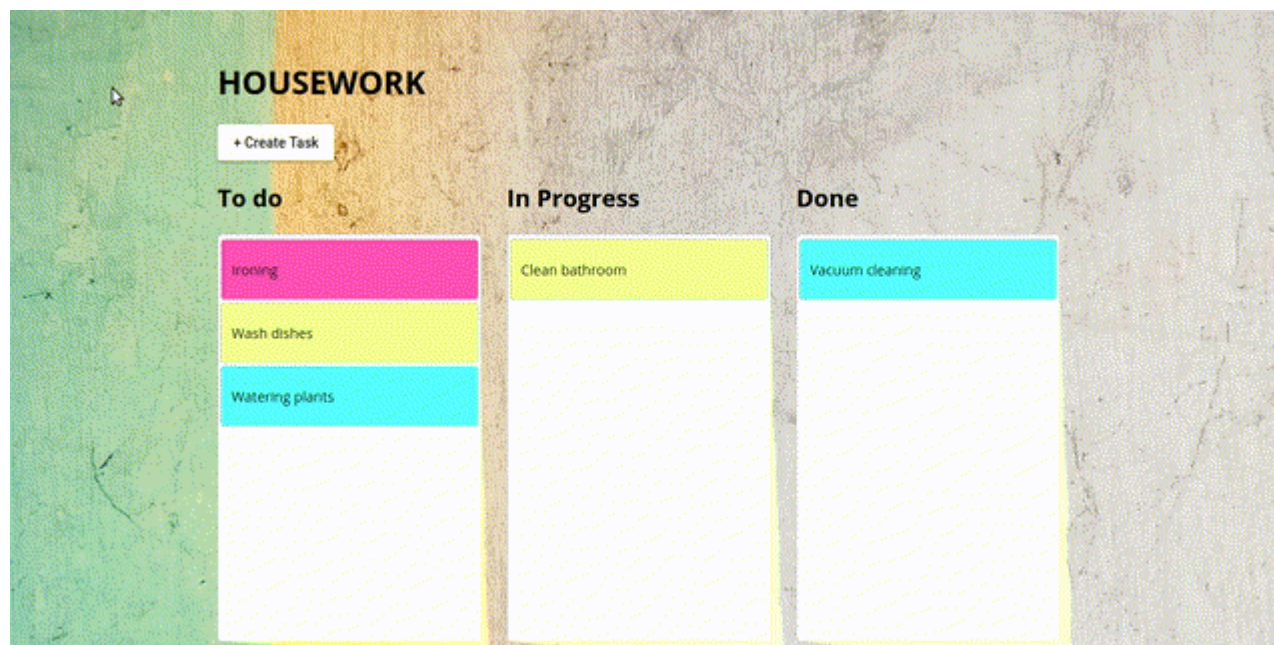 HOUSEWORK
+ Create Task
To do
In Progress
Done
Ironing
Clean bathroom
Vacuum cleaning
Wash dishes
Watering plants